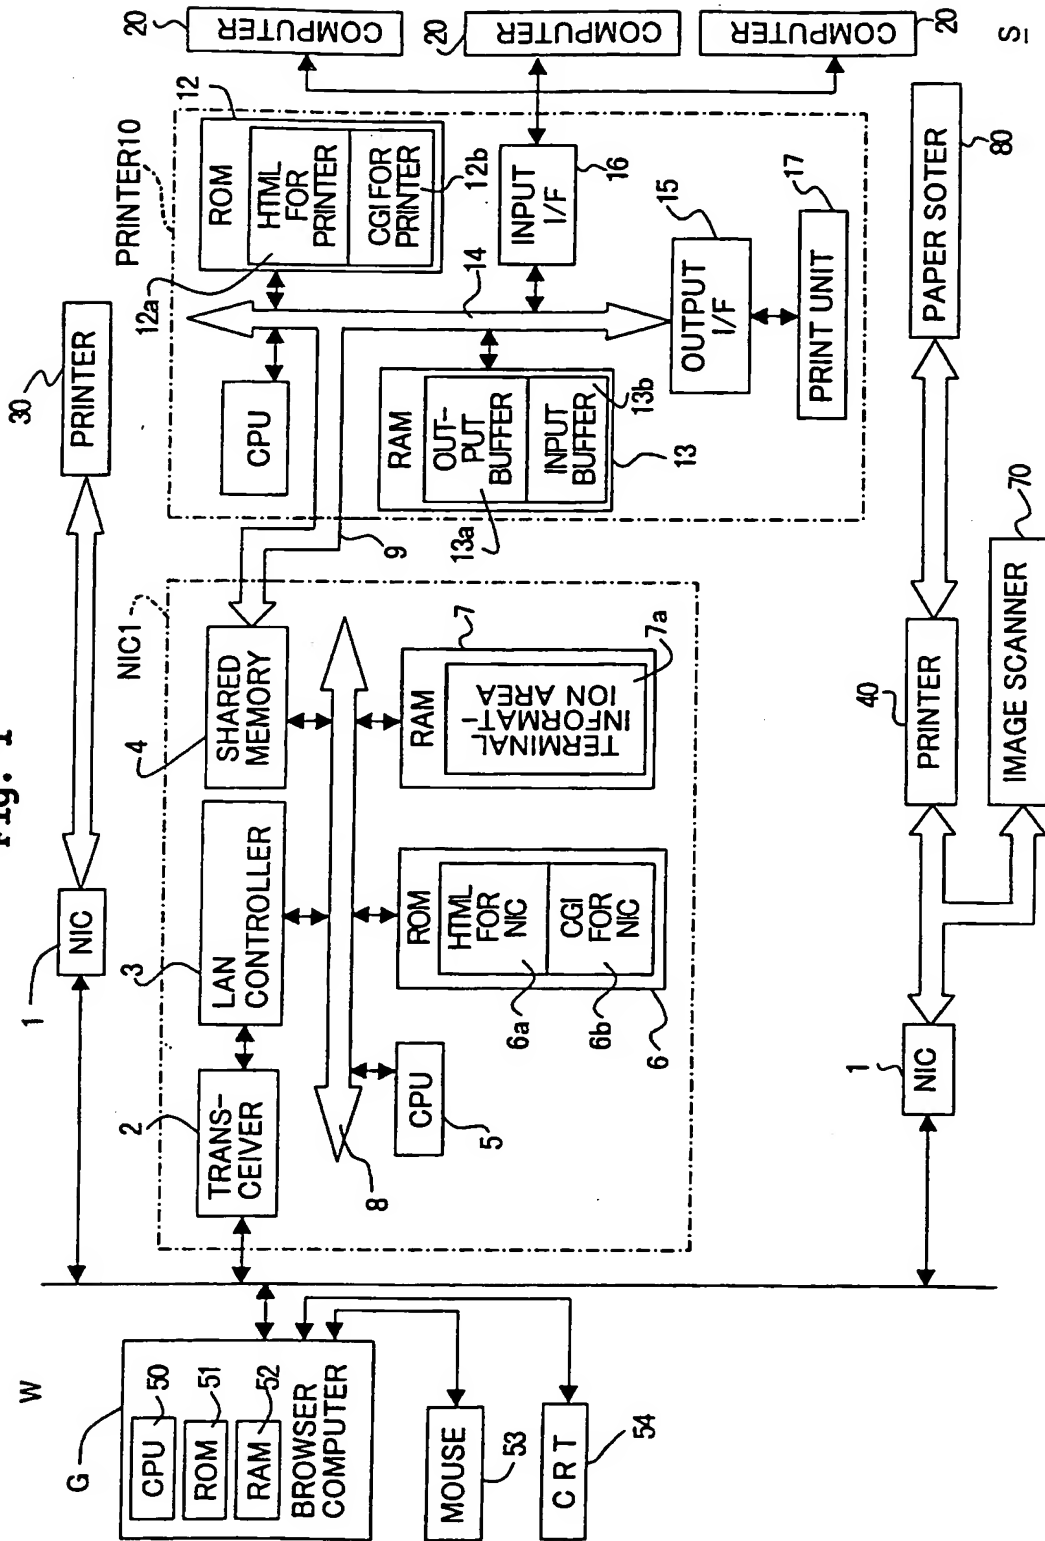 Fig. 1
W
G
CPU
50
ROM
51
RAM
52
BROWSER
COMPUTER
MOUSE
53
C R T
54
1
NIC
30
PRINTER
NIC1
2
TRANS-
CEIVER
3
LAN
CONTROLLER
4
SHARED
MEMORY
8
CPU
5
ROM
HTML
FOR
NIC
CGI
FOR
NIC
6a
6b
6
RAM
TERMINAL
INFORMAT-
ION AREA
7
7a
9
PRINTER10
CPU
12a
ROM
HTML
FOR
PRINTER
CGI FOR
PRINTER
12
12b
14
RAM
OUT-
PUT
BUFFER
INPUT
BUFFER
13a
13b
13
INPUT
I/F
16
OUTPUT
I/F
15
PRINT UNIT
17
20
COMPUTER
20
COMPUTER
COMPUTER
20
1
NIC
40
PRINTER
IMAGE SCANNER
70
PAPER SOTER
80
S